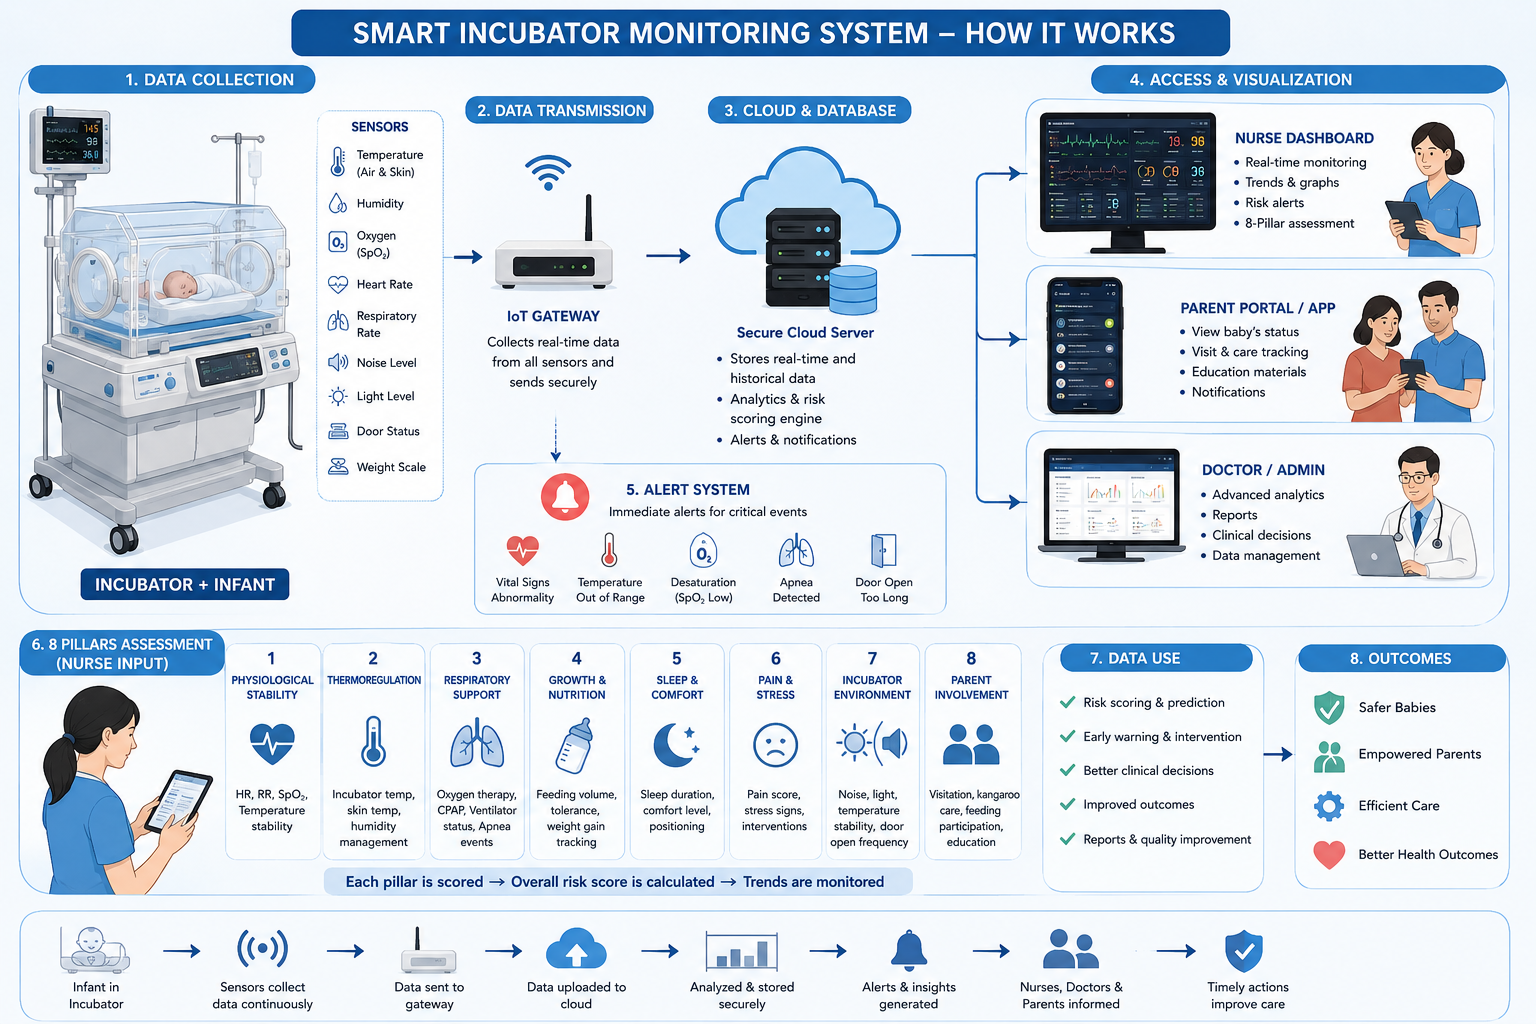 SMART INCUBATOR MONITORING SYSTEM – HOW IT WORKS
1. DATA COLLECTION
145
98
36.0
INCUBATOR + INFANT
SENSORS
Temperature
(Air & Skin)
Humidity
O₂
Oxygen
(SpO₂)
Heart Rate
Respiratory
Rate
Noise Level
Light Level
Door Status
Weight Scale
2. DATA TRANSMISSION
IoT GATEWAY
Collects real-time data
from all sensors and
sends securely
3. CLOUD & DATABASE
Secure Cloud Server
• Stores real-time and
historical data
• Analytics & risk
scoring engine
• Alerts & notifications
4. ACCESS & VISUALIZATION
NURSE DASHBOARD
• Real-time monitoring
• Trends & graphs
• Risk alerts
• 8-Pillar assessment
PARENT PORTAL / APP
• View baby's status
• Visit & care tracking
• Education materials
• Notifications
DOCTOR / ADMIN
• Advanced analytics
• Reports
• Clinical decisions
• Data management
5. ALERT SYSTEM
Immediate alerts for critical events
Vital Signs
Abnormality
Temperature
Out of Range
O₂
Desaturation
(SpO₂ Low)
Apnea
Detected
Door Open
Too Long
6. 8 PILLARS ASSESSMENT
(NURSE INPUT)
1
PHYSIOLOGICAL
STABILITY
HR, RR, SpO₂,
Temperature
stability
2
THERMOREGULATION
Incubator temp,
skin temp,
humidity
management
3
RESPIRATORY
SUPPORT
Oxygen therapy,
CPAP, Ventilator
status, Apnea
events
4
GROWTH &
NUTRITION
Feeding volume,
tolerance,
weight gain
tracking
5
SLEEP &
COMFORT
Sleep duration,
comfort level,
positioning
6
PAIN &
STRESS
Pain score,
stress signs,
interventions
7
INCUBATOR
ENVIRONMENT
Noise, light,
temperature
stability, door
open frequency
8
PARENT
INVOLVEMENT
Visitation, kangaroo
care, feeding
participation,
education
Each pillar is scored → Overall risk score is calculated → Trends are monitored
7. DATA USE
Risk scoring & prediction
Early warning & intervention
Better clinical decisions
Improved outcomes
Reports & quality improvement
8. OUTCOMES
Safer Babies
Empowered Parents
Efficient Care
Better Health Outcomes
Infant in
Incubator
Sensors collect
data continuously
Data sent to
gateway
Data uploaded to
cloud
Analyzed & stored
securely
Alerts & insights
generated
Nurses, Doctors &
Parents informed
Timely actions
improve care